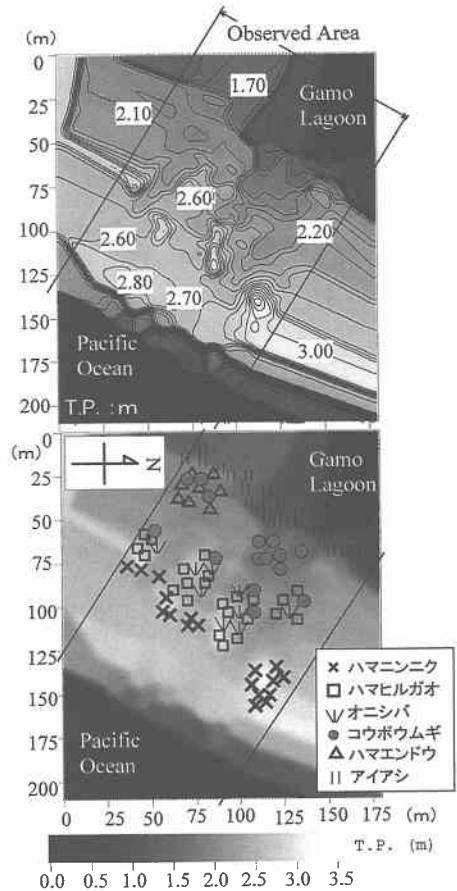 Observed Area
(m)
0
25
50
75
100
125
150
175
200
1.70
2.10
Gamo
Lagoon
2.60
2.20
2.60
2.80
2.70
3.00
Pacific
Ocean
T.P. :m
(m)
0
25
50
75
100
125
150
175
200
N
Gamo
Lagoon
Pacific
Ocean
× ハマニンニク
□ ハマヒルガオ
オニシバ
● コウボウムギ
△ ハマエンドウ
|| アイアシ
0 25 50 75 100 125 150 175
(m)
T.P. (m)
0.0 0.5 1.0 1.5 2.0 2.5 3.0 3.5